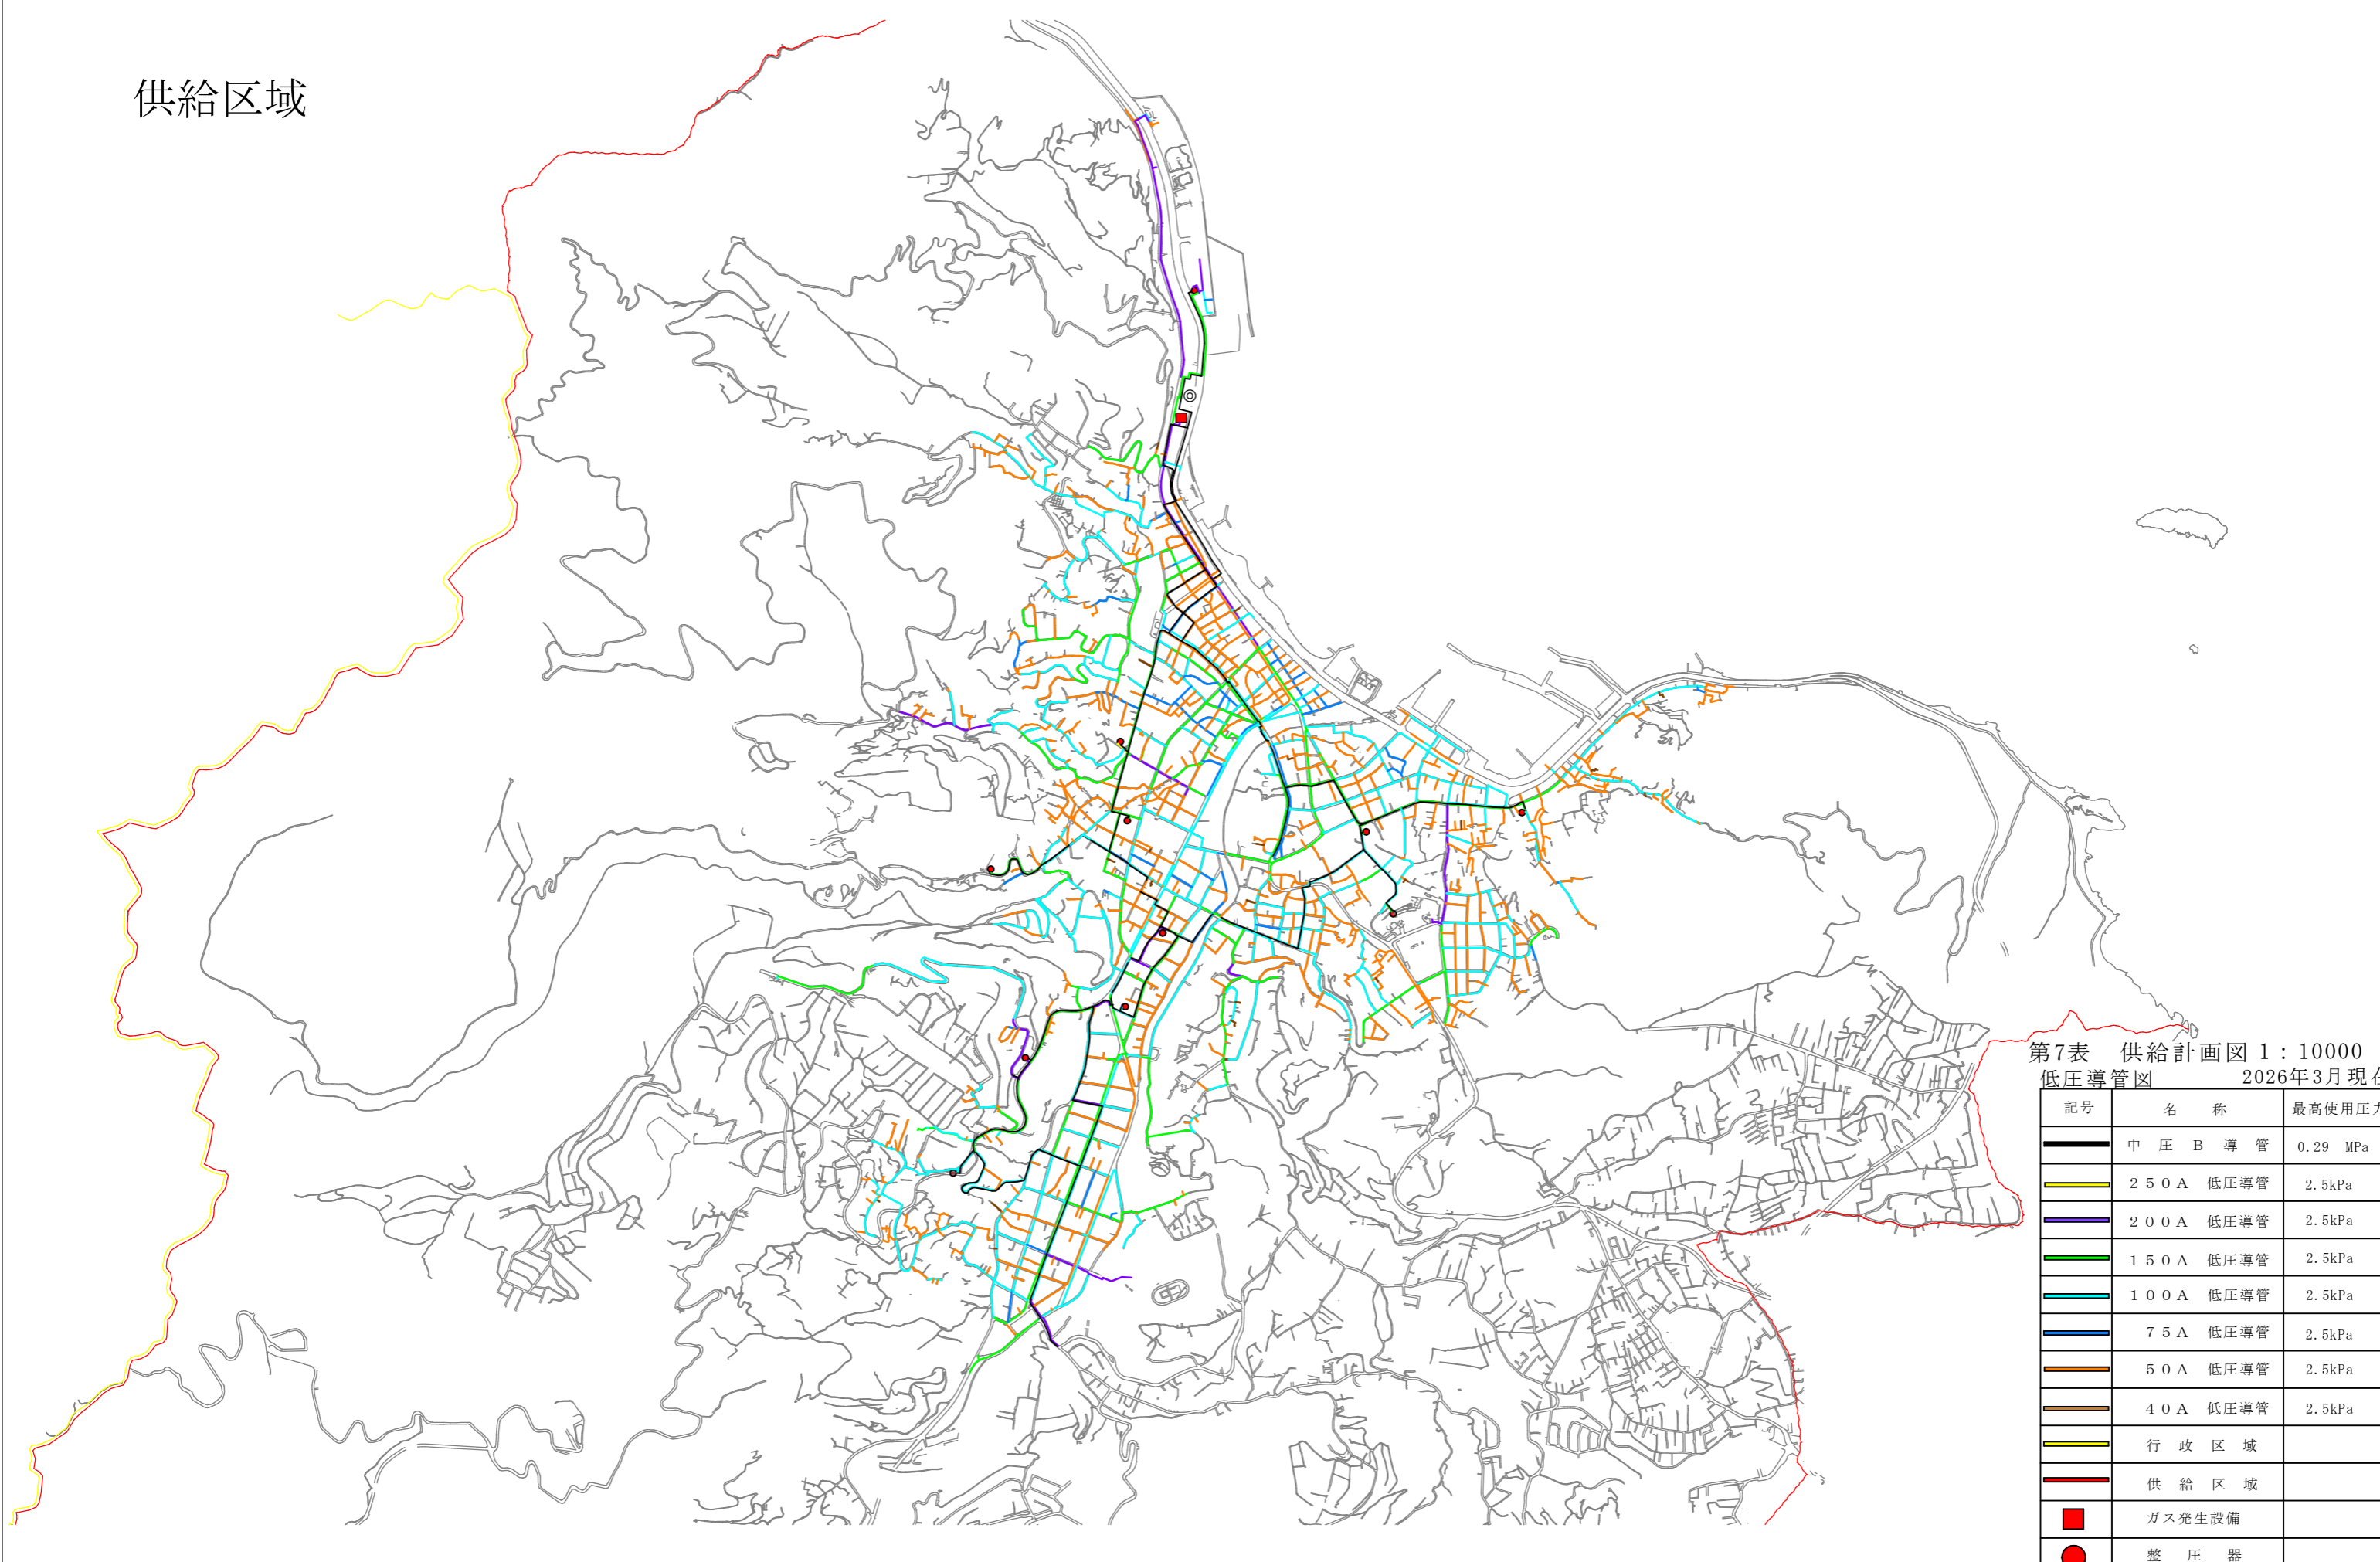 供給区域
第7表 供給計画図 1:10000
低圧導管図 2026年3月現在
記号 名 称 最高使用圧力
中 圧 B 導 管 0.29 MPa
250A 低圧導管 2.5kPa
200A 低圧導管 2.5kPa
150A 低圧導管 2.5kPa
100A 低圧導管 2.5kPa
75A 低圧導管 2.5kPa
50A 低圧導管 2.5kPa
40A 低圧導管 2.5kPa
行 政 区 域
供 給 区 域
ガス発生設備
整 圧 器